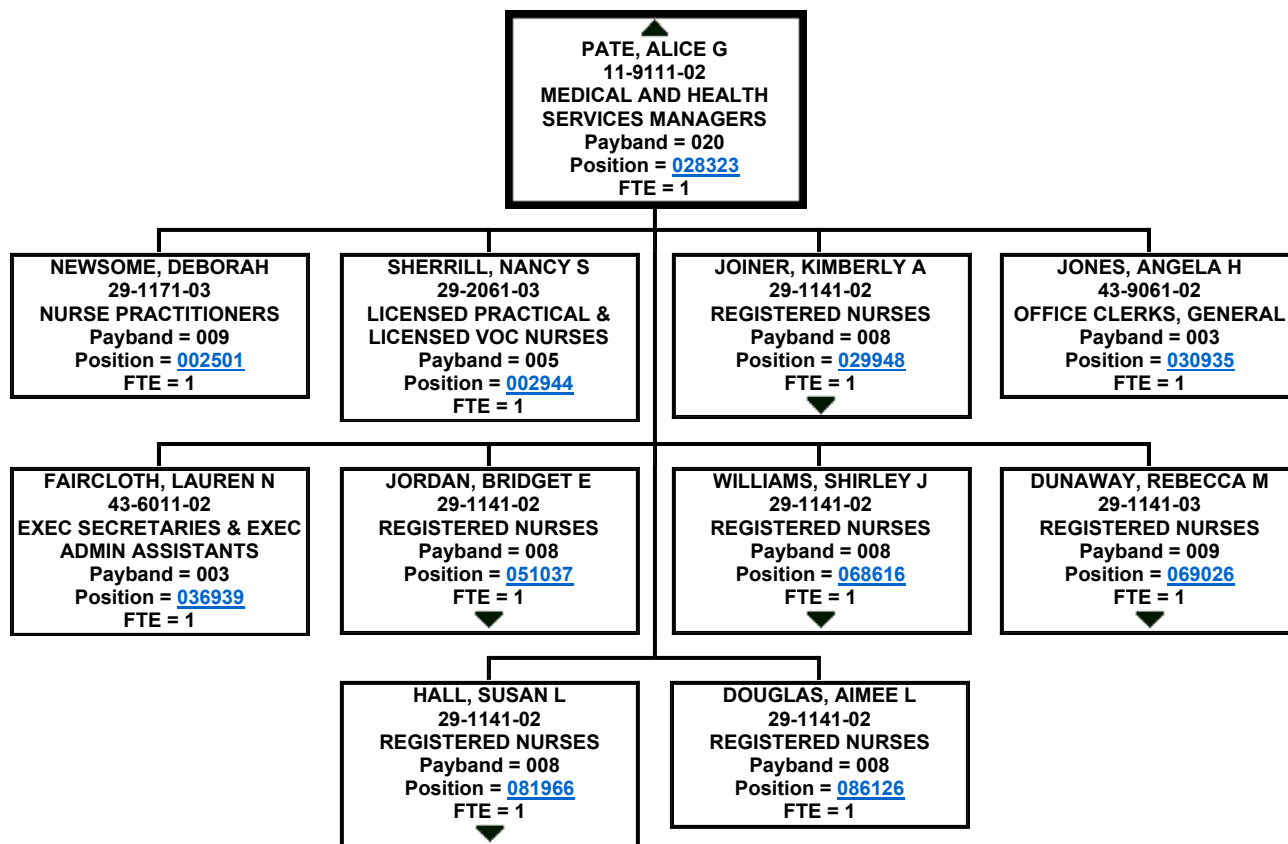 PATE, ALICE G
11-9111-02
MEDICAL AND HEALTH
SERVICES MANAGERS
Payband = 020
Position = 028323
FTE = 1
NEWSOME, DEBORAH
29-1171-03
NURSE PRACTITIONERS
Payband = 009
Position = 002501
FTE = 1
SHERRILL, NANCY S
29-2061-03
LICENSED PRACTICAL &
LICENSED VOC NURSES
Payband = 005
Position = 002944
FTE = 1
JOINER, KIMBERLY A
29-1141-02
REGISTERED NURSES
Payband = 008
Position = 029948
FTE = 1
JONES, ANGELA H
43-9061-02
OFFICE CLERKS, GENERAL
Payband = 003
Position = 030935
FTE = 1
FAIRCLOTH, LAUREN N
43-6011-02
EXEC SECRETARIES & EXEC
ADMIN ASSISTANTS
Payband = 003
Position = 036939
FTE = 1
JORDAN, BRIDGET E
29-1141-02
REGISTERED NURSES
Payband = 008
Position = 051037
FTE = 1
WILLIAMS, SHIRLEY J
29-1141-02
REGISTERED NURSES
Payband = 008
Position = 068616
FTE = 1
DUNAWAY, REBECCA M
29-1141-03
REGISTERED NURSES
Payband = 009
Position = 069026
FTE = 1
HALL, SUSAN L
29-1141-02
REGISTERED NURSES
Payband = 008
Position = 081966
FTE = 1
DOUGLAS, AIMEE L
29-1141-02
REGISTERED NURSES
Payband = 008
Position = 086126
FTE = 1